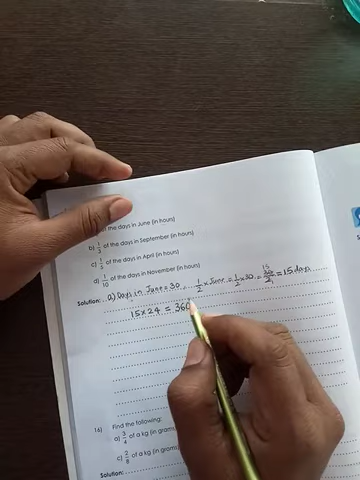 the days in June (in hours)
b) 1/3 of the days in September (in hours)
c) 1/5 of the days in April (in hours)
d) 1/10 of the days in November (in hours)
Solution: a) Days in June = 30 1/2 × June = 1/2 × 30 = 30/2 = 15 days
15 × 24 = 360
16) Find the following:
a) 3/4 of a kg (in grams)
c) 2/8 of a kg (in grams)
Solution: